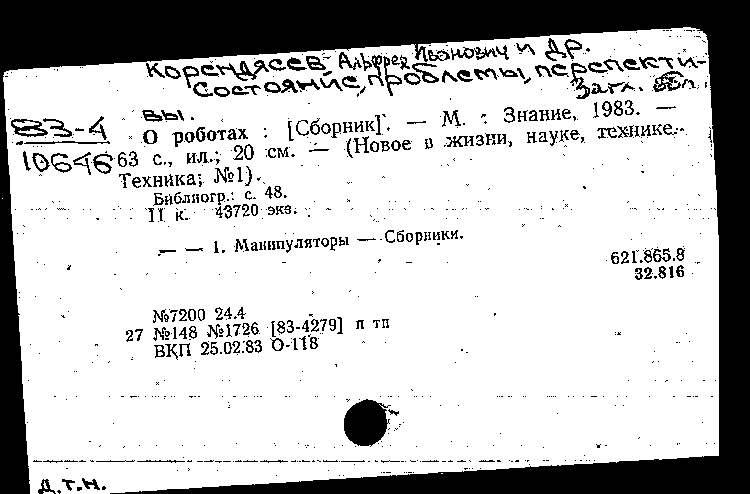 Корендясев, Альфред Иванович и др.
Состояние, проблемы, перспекти-
вы. Загл.
83-4
10646
О роботах : [Сборник]. — М. : Знание, 1983. —
63 с., ил.; 20 см. — (Новое в жизни, науке, технике.
Техника; №1).
Библиогр.: с. 48.
11 к. 43720 экз.
— — 1. Манипуляторы — Сборники.
621.865.8
32.816
№7200 24.4
27 №148 №1726 [83-4279] п тп
ВКП 25.02.83 О-118
д.т.н.